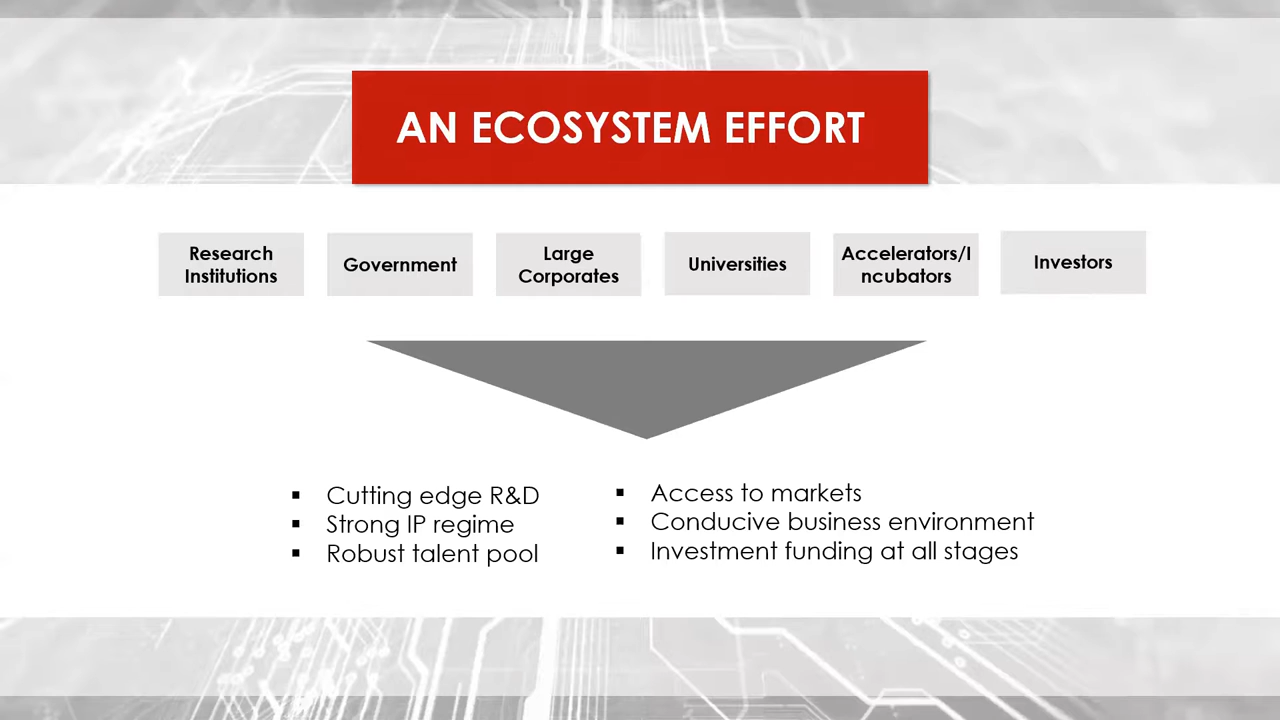 AN ECOSYSTEM EFFORT
Research
Institutions
Government
Large
Corporates
Universities
Accelerators/I
ncubators
Investors
▪ Cutting edge R&D
▪ Strong IP regime
▪ Robust talent pool
▪ Access to markets
▪ Conducive business environment
▪ Investment funding at all stages